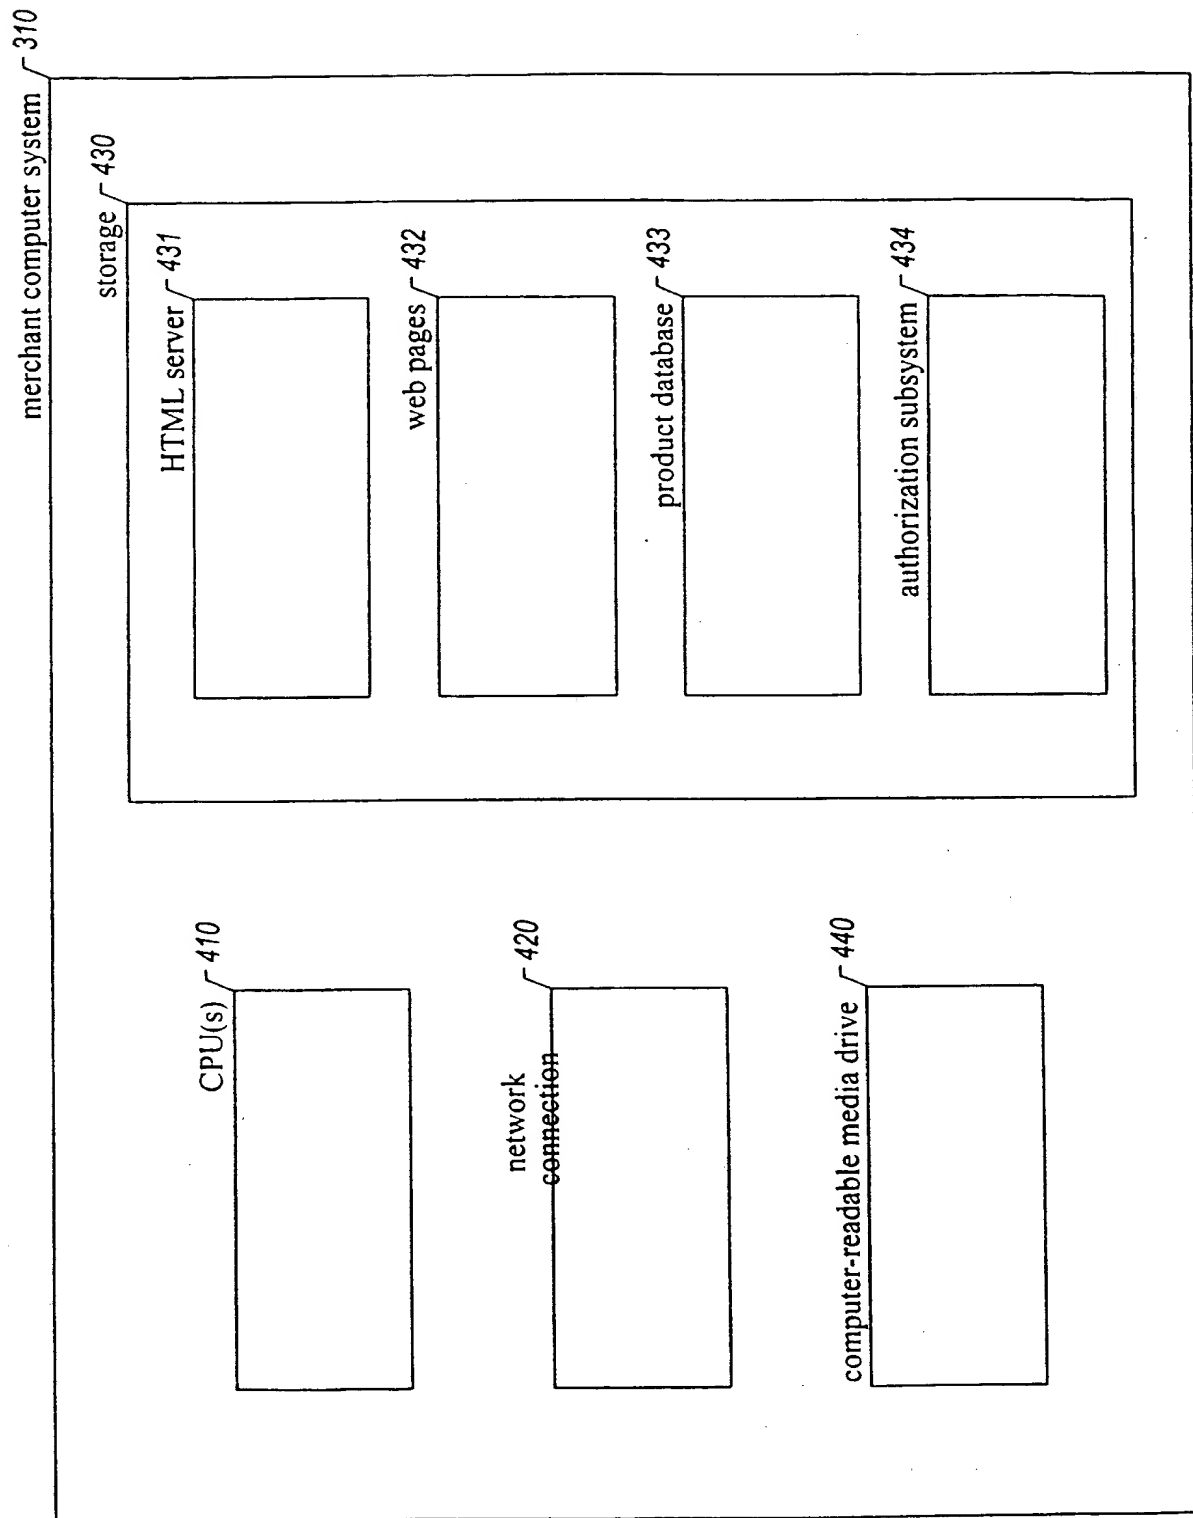 merchant computer system 310
CPU(s) 410
network
connection 420
computer-readable media drive 440
storage 430
HTML server 431
web pages 432
product database 433
authorization subsystem 434